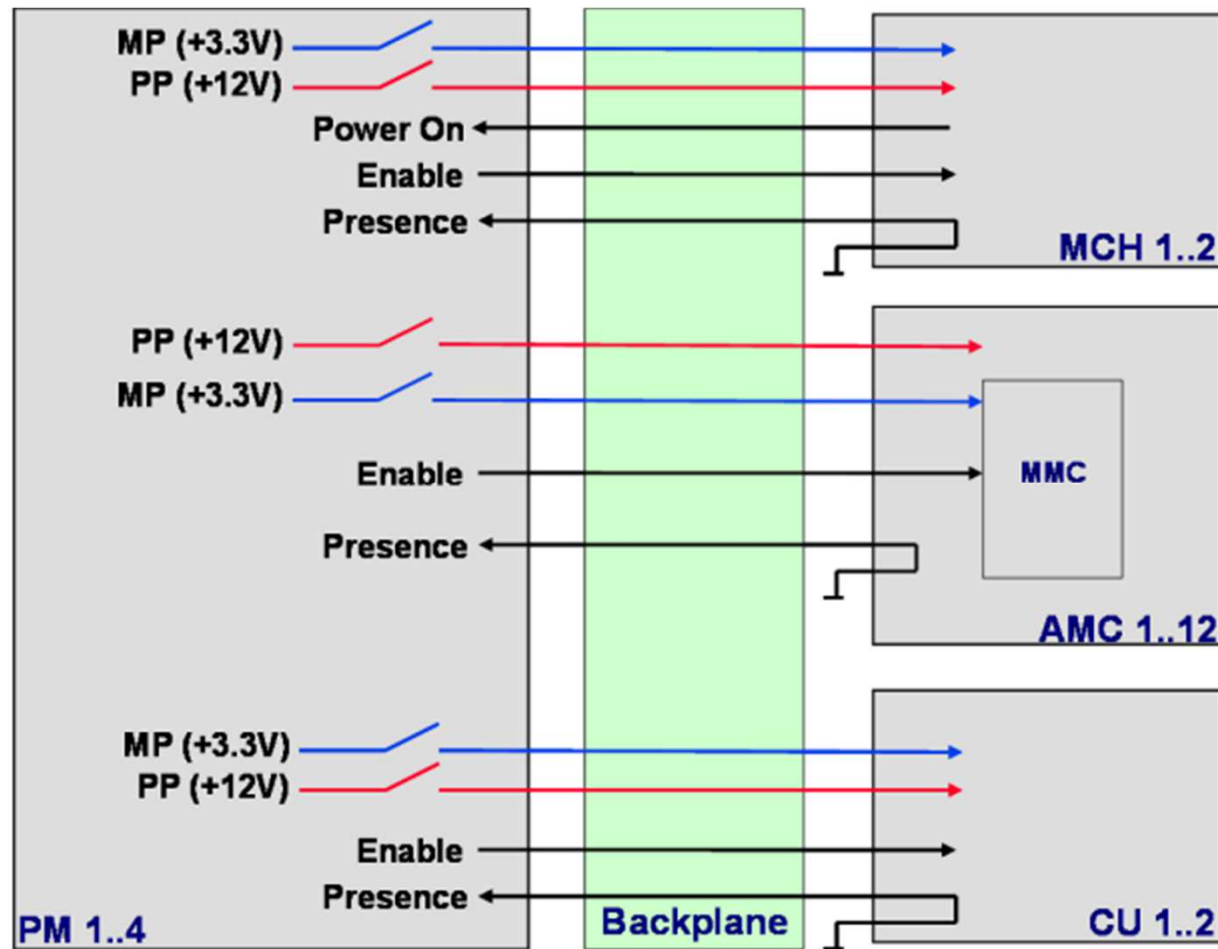 MP (+3.3V)
PP (+12V)
Power On
Enable
Presence
MCH 1..2
PP (+12V)
MP (+3.3V)
Enable
MMC
Presence
AMC 1..12
MP (+3.3V)
PP (+12V)
Enable
Presence
PM 1..4
Backplane
CU 1..2